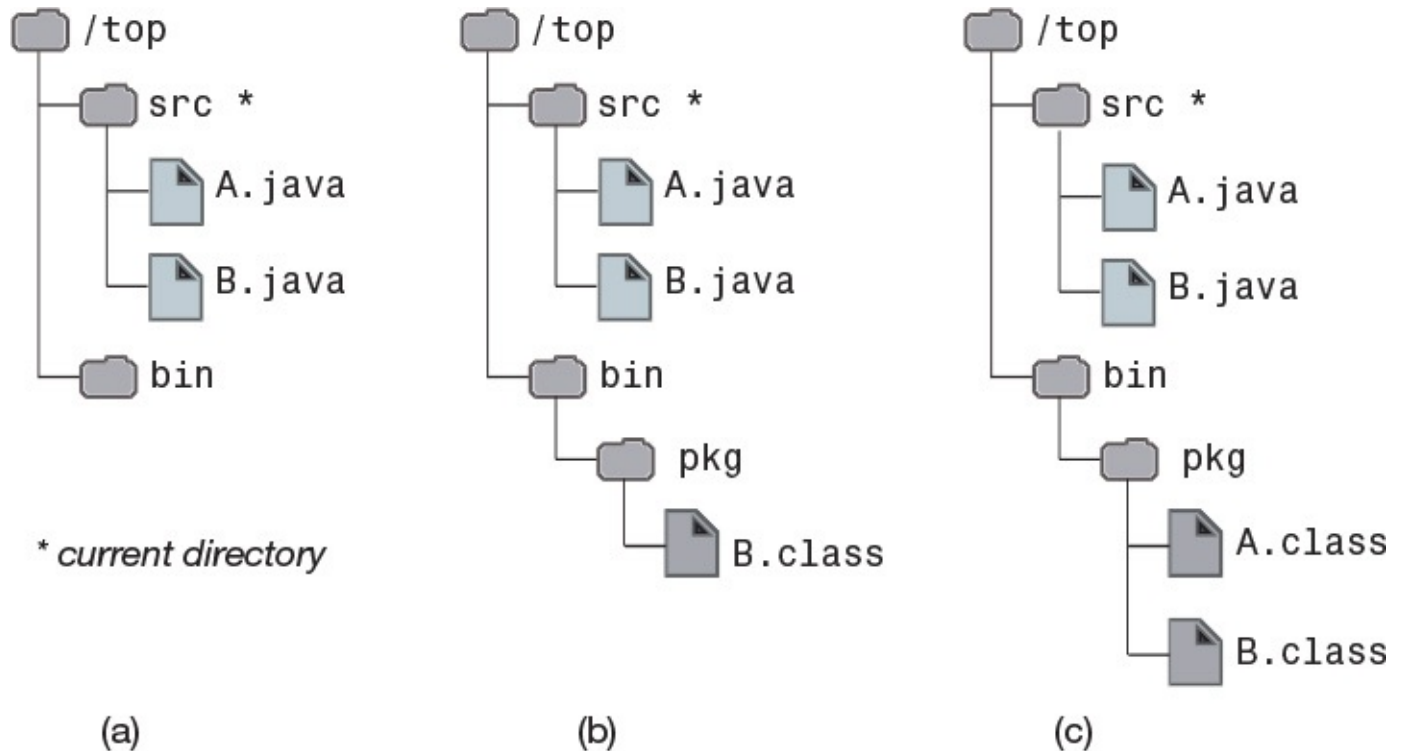 /top
src *
A.java
B.java
bin
* current directory
(a)
/top
src *
A.java
B.java
bin
pkg
B.class
(b)
/top
src *
A.java
B.java
bin
pkg
A.class
B.class
(c)